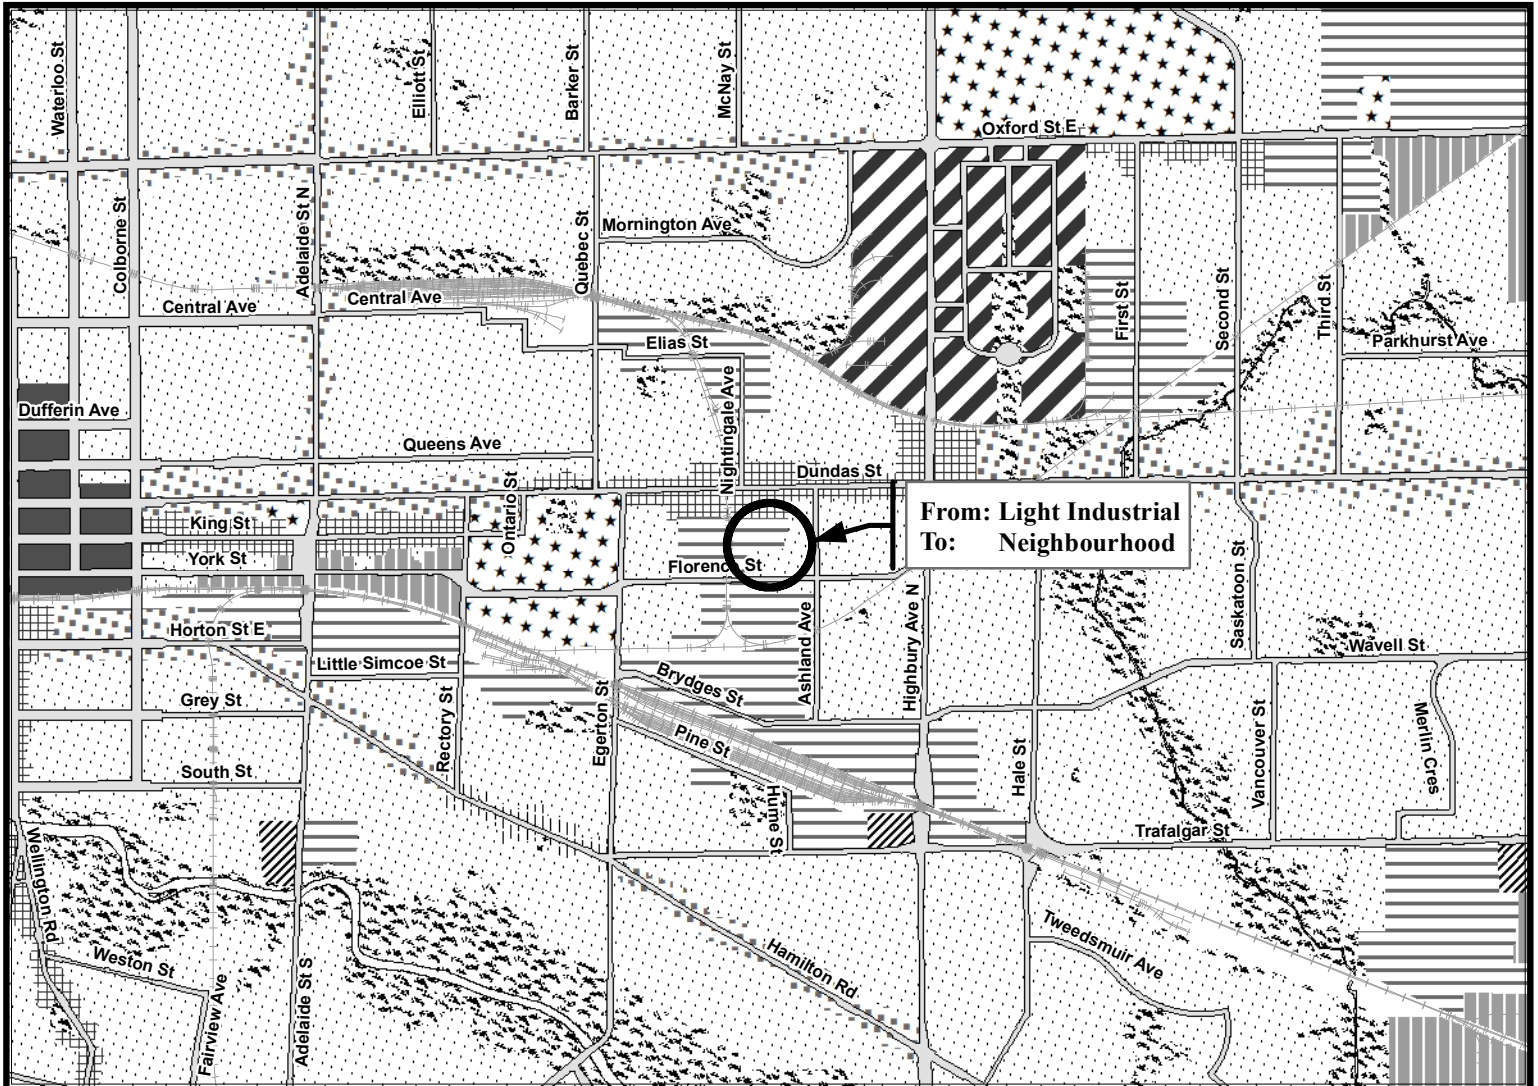 Waterloo St
Elliott St
Barker St
McNay St
Oxford St E
Colborne St
Adelaide St N
Quebec St
Mornington Ave
Central Ave
Central Ave
Elias St
First St
Second St
Third St
Parkhurst Ave
Dufferin Ave
Nightingale Ave
Queens Ave
Dundas St
Ontario St
King St
York St
Florence St
From: Light Industrial
To: Neighbourhood
Saskatoon St
Horton St E
Little Simcoe St
Ashland Ave
Highbury Ave N
Wavell St
Grey St
Rectory St
Egerton St
Brydges St
Pine St
Hale St
Vancouver St
Merlin Cres
South St
Hume St
Trafalgar St
Wellington Rd
Weston St
Fairview Ave
Adelaide St S
Hamilton Rd
Tweedsmuir Ave